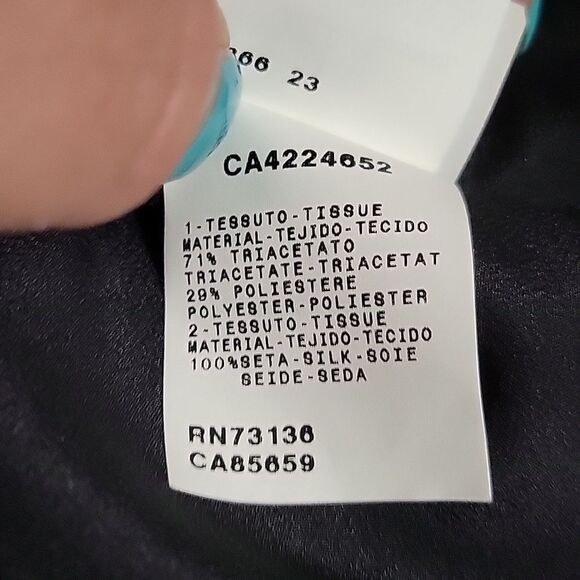 66 23
CA4224652
1-TESSUTO-TISSUE
MATERIAL-TEJIDO-TECIDO
71% TRIACETATO
TRIACETATE-TRIACETAT
29% POLIESTERE
POLYESTER-POLIESTER
2-TESSUTO-TISSUE
MATERIAL-TEJIDO-TECIDO
100%SETA-SILK-SOIE
SEIDE-SEDA
RN73136
CA85659